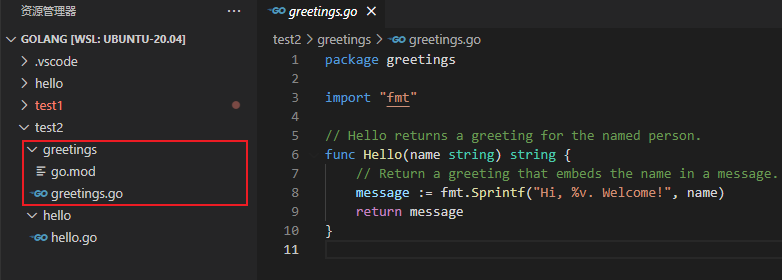 资源管理器
GOLANG [WSL: UBUNTU-20.04]
.vscode
hello
test1
test2
greetings
go.mod
greetings.go
hello
hello.go
greetings.go
test2 > greetings > greetings.go
1 package greetings
2
3 import "fmt"
4
5 // Hello returns a greeting for the named person.
6 func Hello(name string) string {
7 // Return a greeting that embeds the name in a message.
8 message := fmt.Sprintf("Hi, %v. Welcome!", name)
9 return message
10 }
11